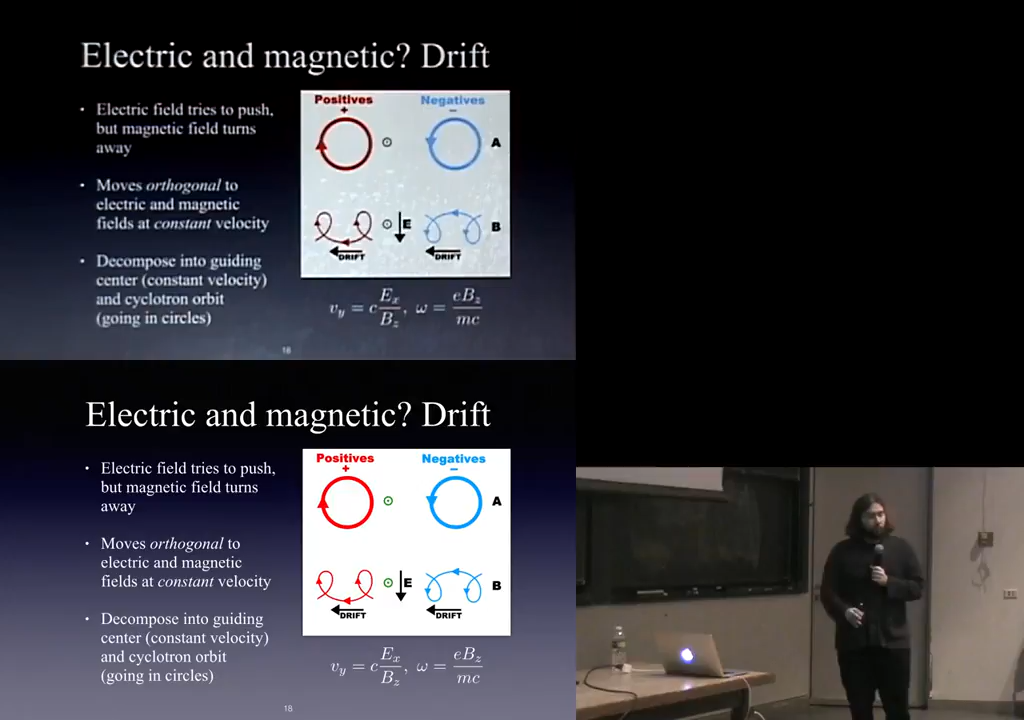 Electric and magnetic? Drift
• Electric field tries to push,
but magnetic field turns
away
• Moves orthogonal to
electric and magnetic
fields at constant velocity
• Decompose into guiding
center (constant velocity)
and cyclotron orbit
(going in circles)
Positives Negatives
+ −
A
E B
DRIFT DRIFT
v_y = c E_x/B_z, ω = eB_z/mc
18
Electric and magnetic? Drift
• Electric field tries to push,
but magnetic field turns
away
• Moves orthogonal to
electric and magnetic
fields at constant velocity
• Decompose into guiding
center (constant velocity)
and cyclotron orbit
(going in circles)
Positives Negatives
+ −
A
E B
DRIFT DRIFT
v_y = c E_x/B_z, ω = eB_z/mc
18